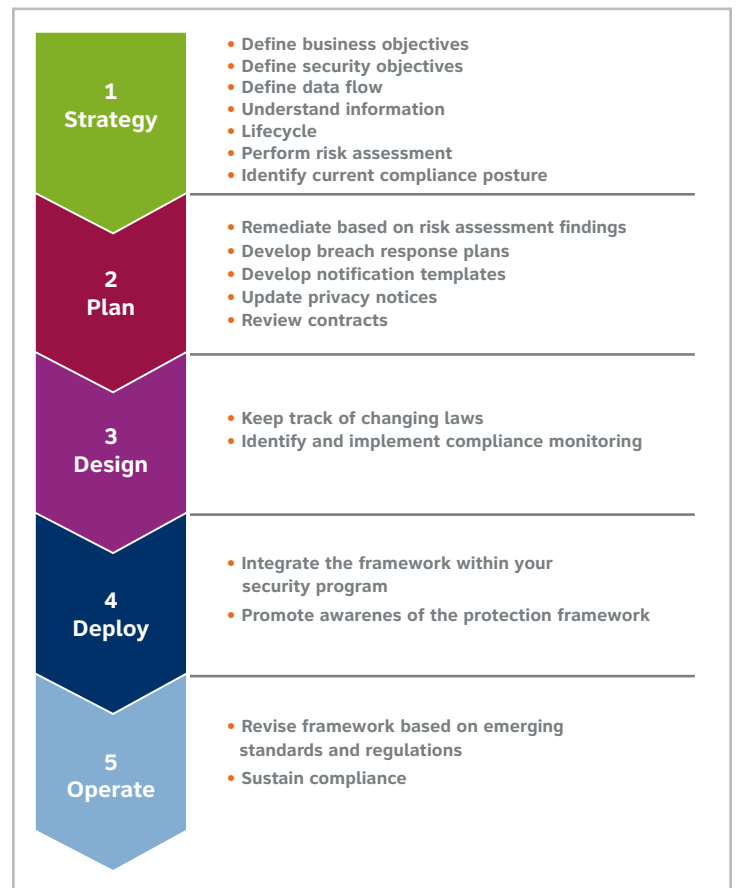 1
Strategy
• Define business objectives
• Define security objectives
• Define data flow
• Understand information
• Lifecycle
• Perform risk assessment
• Identify current compliance posture
2
Plan
• Remediate based on risk assessment findings
• Develop breach response plans
• Develop notification templates
• Update privacy notices
• Review contracts
3
Design
• Keep track of changing laws
• Identify and implement compliance monitoring
4
Deploy
• Integrate the framework within your
security program
• Promote awarenes of the protection framework
5
Operate
• Revise framework based on emerging
standards and regulations
• Sustain compliance